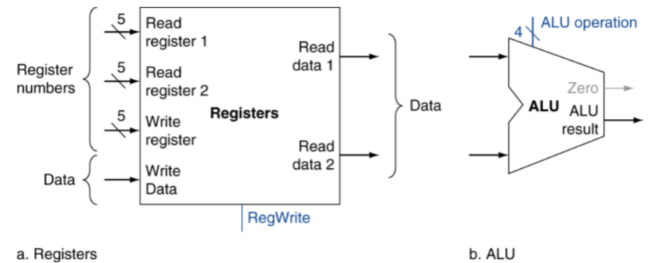 5
Read
register 1
5
Read
register 2
5
Write
register
Write
Data
Register
numbers
Data
Registers
Read
data 1
Read
data 2
Data
RegWrite
4
ALU operation
Zero
ALU
ALU
result
a. Registers
b. ALU